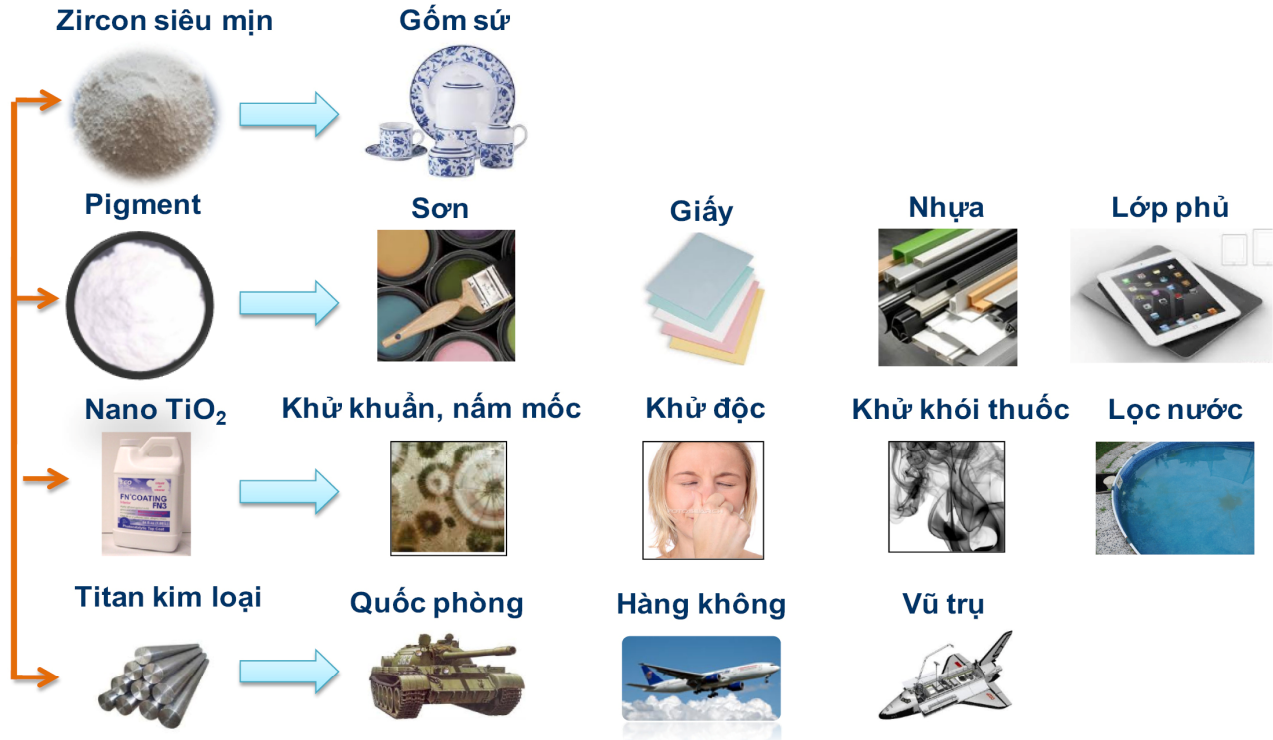 Zircon siêu mịn
Gốm sứ
Pigment
Sơn
Giấy
Nhựa
Lớp phủ
Nano TiO₂
Khử khuẩn, nấm mốc
Khử độc
Khử khói thuốc
Lọc nước
FN COATING
FN3
Titan kim loại
Quốc phòng
Hàng không
Vũ trụ